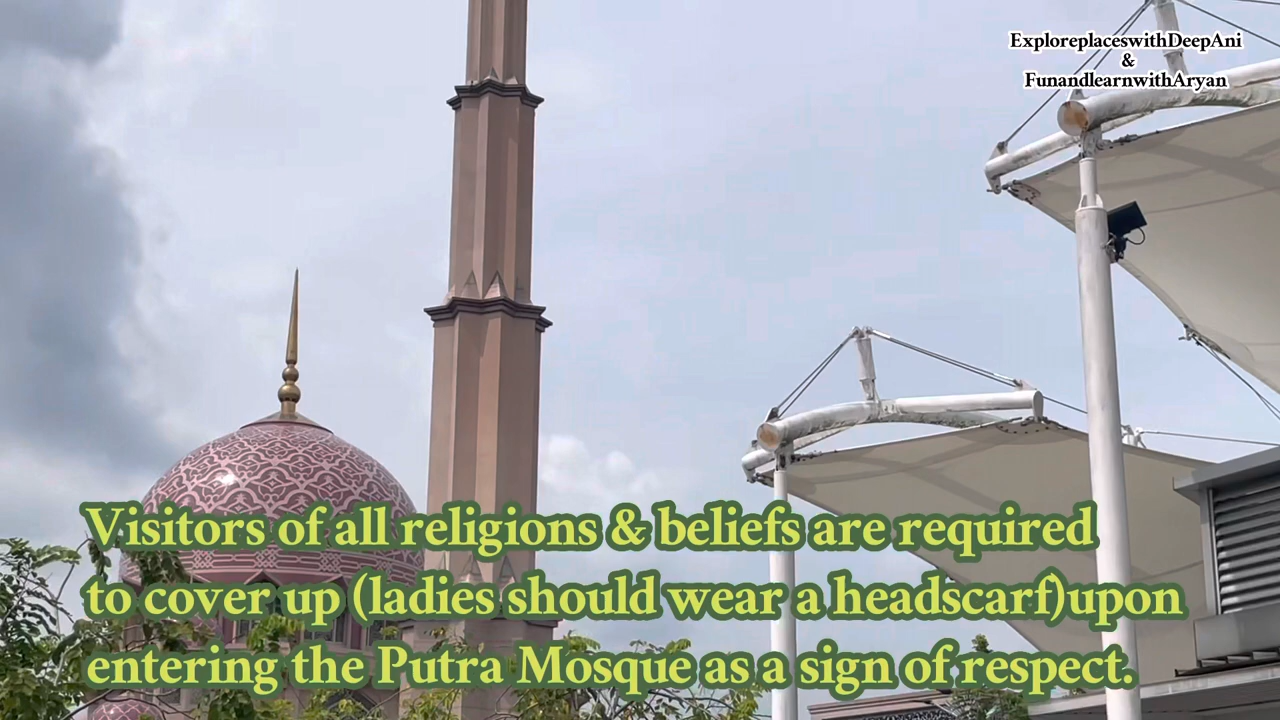 ExploreplaceswithDeepAni
&
FunandlearnwithAryan
Visitors of all religions & beliefs are required
to cover up (ladies should wear a headscarf)upon
entering the Putra Mosque as a sign of respect.